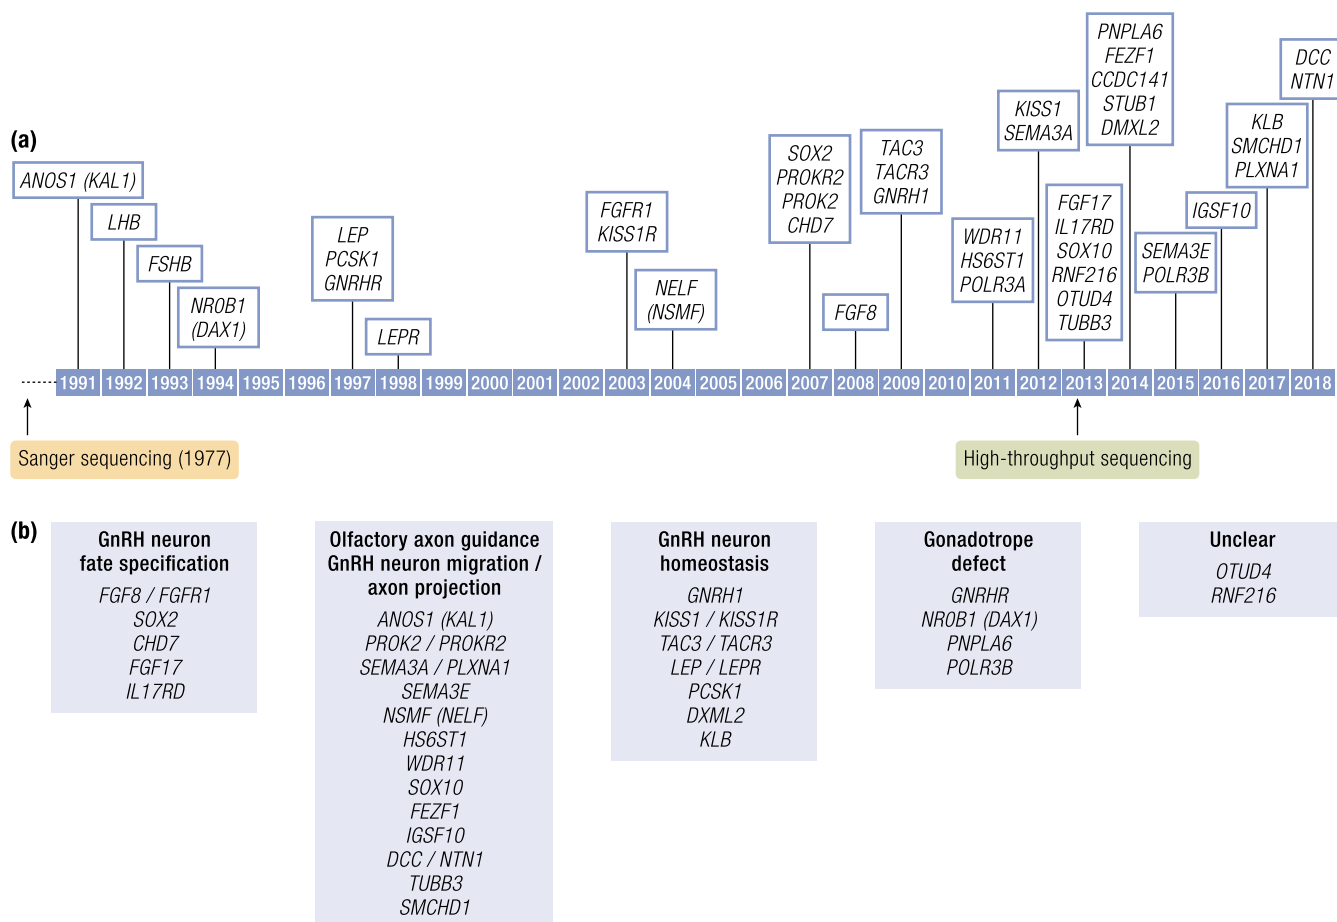 (a)
ANOS1 (KAL1)
LHB
FSHB
NR0B1
(DAX1)
LEP
PCSK1
GNRHR
LEPR
FGFR1
KISS1R
NELF
(NSMF)
SOX2
PROKR2
PROK2
CHD7
FGF8
TAC3
TACR3
GNRH1
WDR11
HS6ST1
POLR3A
KISS1
SEMA3A
FGF17
IL17RD
SOX10
RNF216
OTUD4
TUBB3
PNPLA6
FEZF1
CCDC141
STUB1
DMXL2
SEMA3E
POLR3B
IGSF10
KLB
SMCHD1
PLXNA1
DCC
NTN1
1991 1992 1993 1994 1995 1996 1997 1998 1999 2000 2001 2002 2003 2004 2005 2006 2007 2008 2009 2010 2011 2012 2013 2014 2015 2016 2017 2018
Sanger sequencing (1977)
High-throughput sequencing
(b)
GnRH neuron
fate specification
FGF8 / FGFR1
SOX2
CHD7
FGF17
IL17RD
Olfactory axon guidance
GnRH neuron migration /
axon projection
ANOS1 (KAL1)
PROK2 / PROKR2
SEMA3A / PLXNA1
SEMA3E
NSMF (NELF)
HS6ST1
WDR11
SOX10
FEZF1
IGSF10
DCC / NTN1
TUBB3
SMCHD1
GnRH neuron
homeostasis
GNRH1
KISS1 / KISS1R
TAC3 / TACR3
LEP / LEPR
PCSK1
DXML2
KLB
Gonadotrope
defect
GNRHR
NR0B1 (DAX1)
PNPLA6
POLR3B
Unclear
OTUD4
RNF216